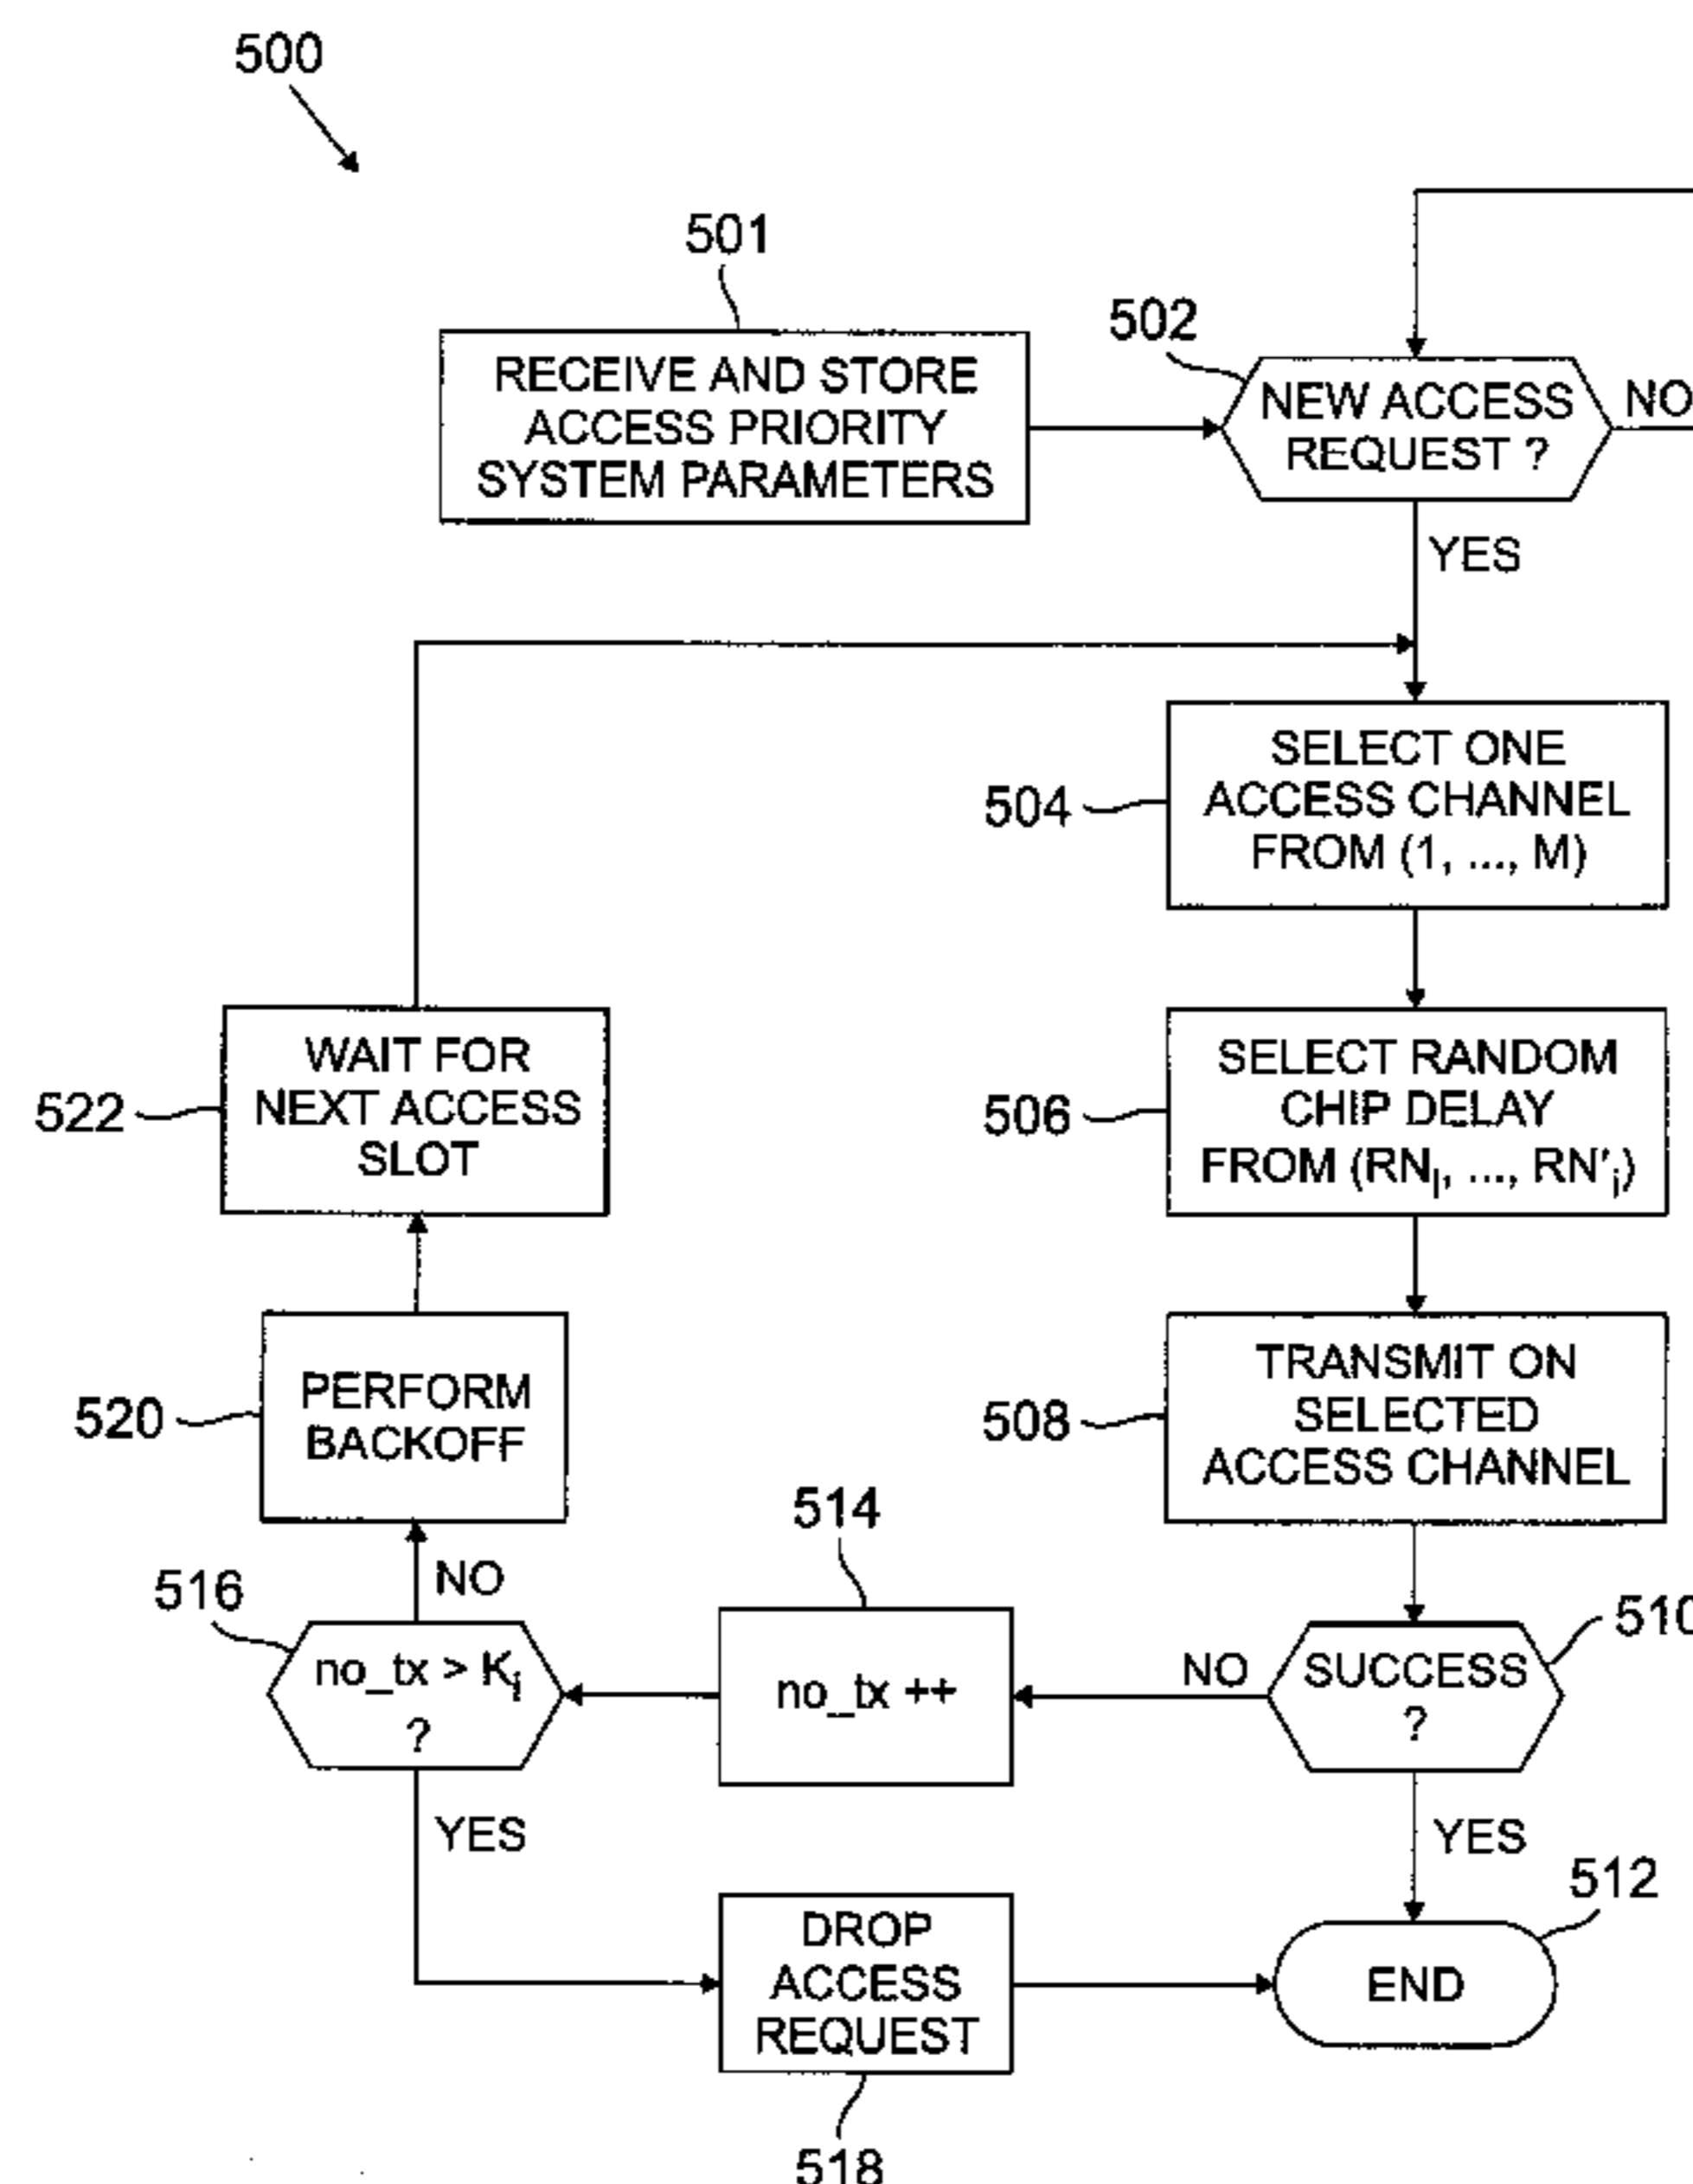 500
501
RECEIVE AND STORE
ACCESS PRIORITY
SYSTEM PARAMETERS
502
NEW ACCESS
REQUEST ?
NO
YES
504
SELECT ONE
ACCESS CHANNEL
FROM (1, ..., M)
506
SELECT RANDOM
CHIP DELAY
FROM (RNi, ..., RN'i)
508
TRANSMIT ON
SELECTED
ACCESS CHANNEL
510
SUCCESS
?
NO
YES
512
END
514
no_tx ++
516
no_tx > Ki
?
NO
YES
518
DROP
ACCESS
REQUEST
520
PERFORM
BACKOFF
522
WAIT FOR
NEXT ACCESS
SLOT